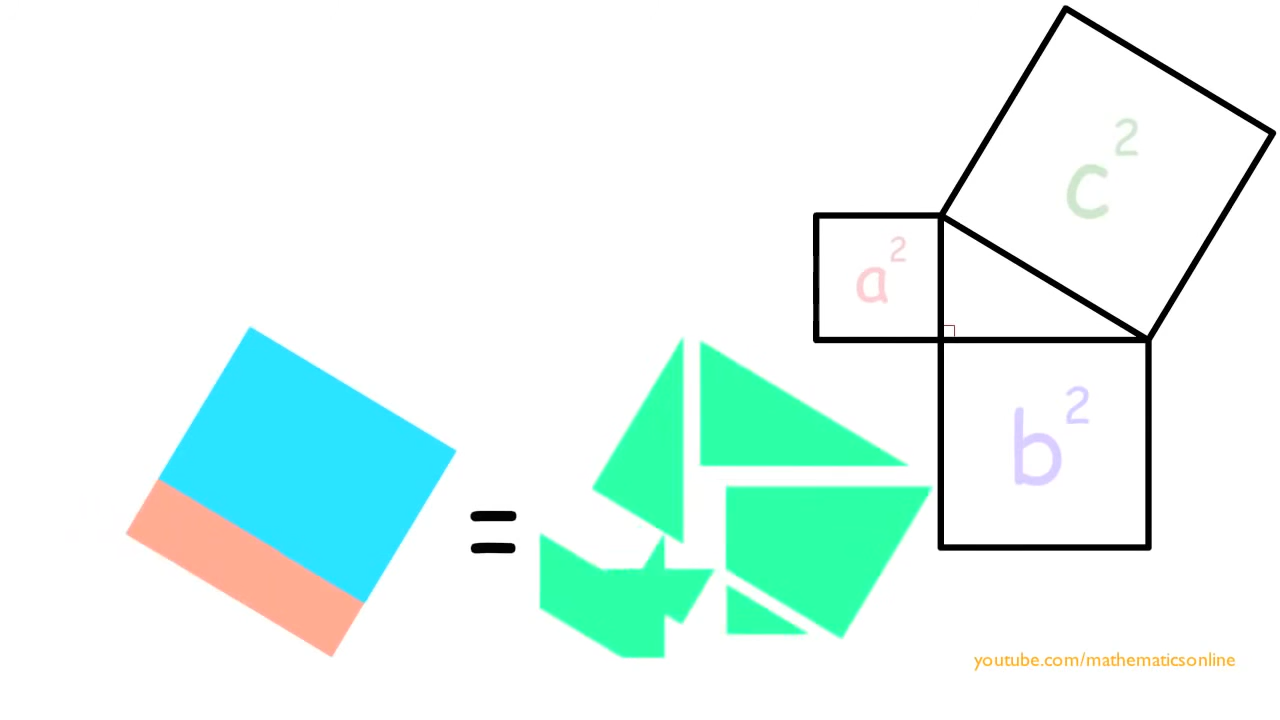 c²
a²
=
b²
youtube.com/mathematicsonline